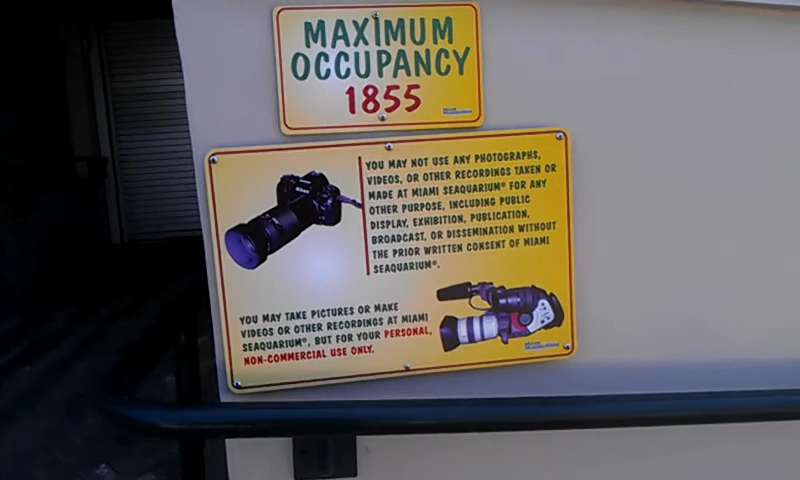 MAXIMUM
OCCUPANCY
1855
YOU MAY NOT USE ANY PHOTOGRAPHS,
VIDEOS, OR OTHER RECORDINGS TAKEN OR
MADE AT MIAMI SEAQUARIUM® FOR ANY
OTHER PURPOSE, INCLUDING PUBLIC
DISPLAY, EXHIBITION, PUBLICATION,
BROADCAST, OR DISSEMINATION WITHOUT
THE PRIOR WRITTEN CONSENT OF MIAMI
SEAQUARIUM®.
YOU MAY TAKE PICTURES OR MAKE
VIDEOS OR OTHER RECORDINGS AT MIAMI
SEAQUARIUM®, BUT FOR YOUR PERSONAL,
NON-COMMERCIAL USE ONLY.